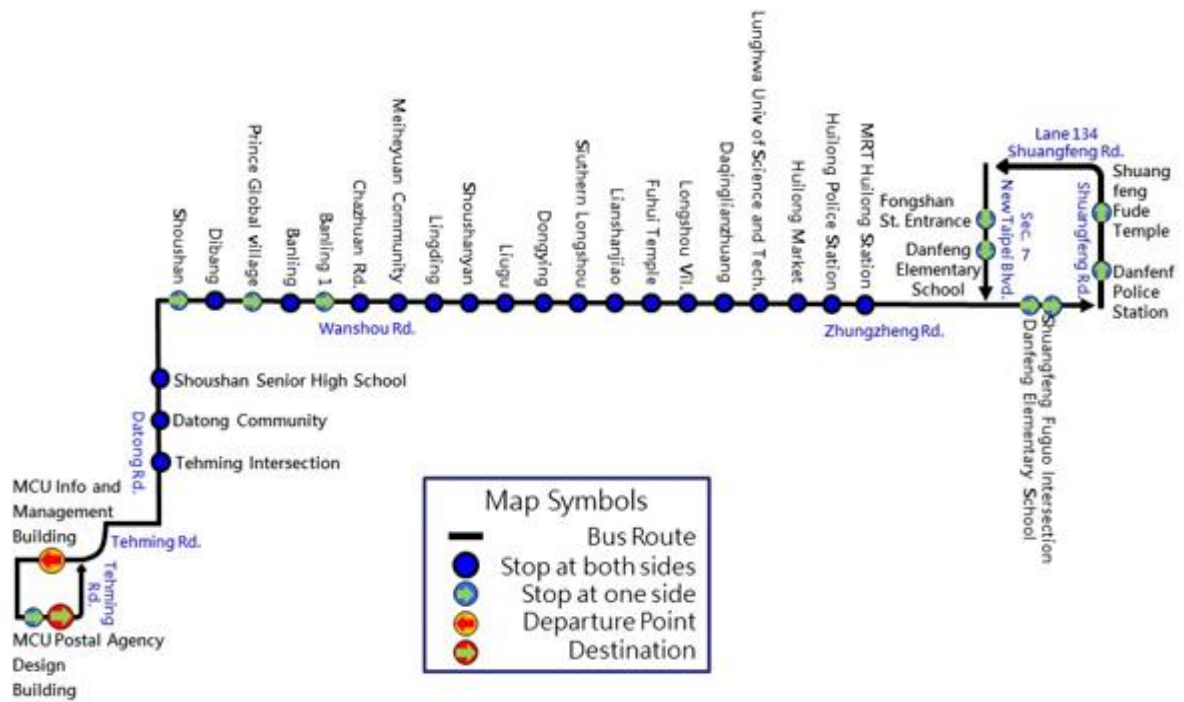 Shoushan
Dibang
Prince Global village
Banling
Banling 1
Chazhuan Rd.
Meiheyuan Community
Lingding
Shoushanyan
Liugu
Dongying
Siuthern Longshou
Lianshanjiao
Fuhui Temple
Longshou Vil.
Daqinglianzhuang
Lunghwa Univ of Science and Tech.
Huilong Market
Huilong Police Station
MRT Huilong Station
Wanshou Rd.
Zhungzheng Rd.
Lane 134
Shuangfeng Rd.
Fongshan
St. Entrance
Danfeng
Elementary
School
Sec. 7
New Taipei Blvd.
Shuangfeng Rd.
Shuang
feng
Fude
Temple
Danfenf
Police
Station
Shuangfeng Fuguo Intersection
Danfeng Elementary School
Shoushan Senior High School
Datong Community
Tehming Intersection
Datong Rd.
MCU Info and
Management
Building
Tehming Rd.
Tehming
Rd.
MCU Postal Agency
Design
Building
Map Symbols
Bus Route
Stop at both sides
Stop at one side
Departure Point
Destination